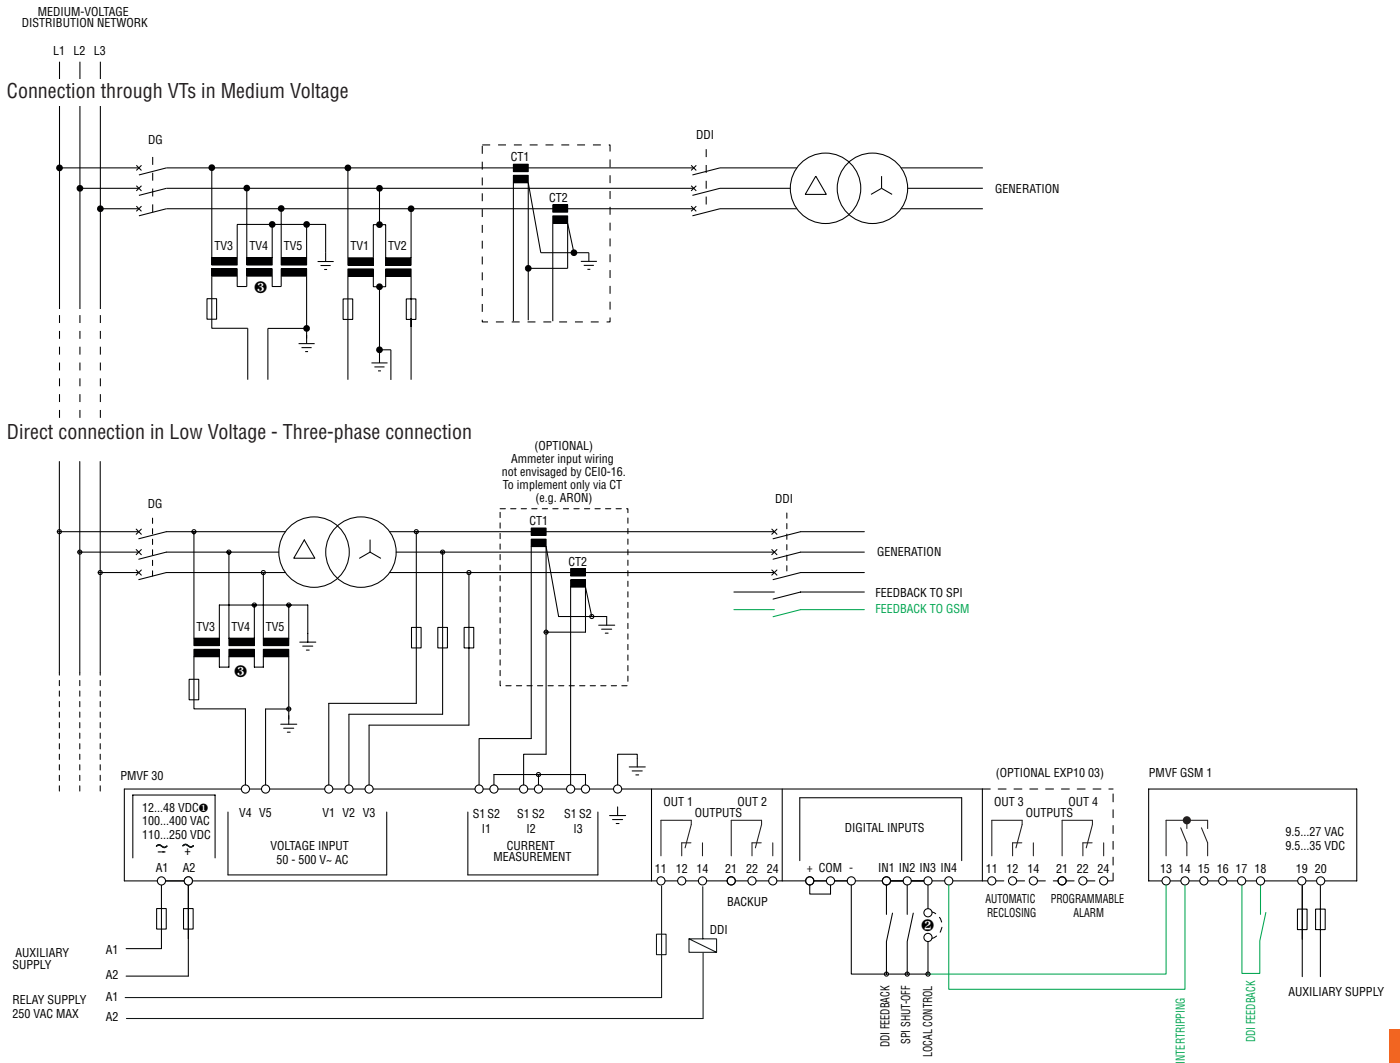 MEDIUM-VOLTAGE
DISTRIBUTION NETWORK
L1 L2 L3
Connection through VTs in Medium Voltage
DG
CT1
DDI
CT2
GENERATION
TV3 TV4 TV5
TV1 TV2
❸
Direct connection in Low Voltage - Three-phase connection
(OPTIONAL)
Ammeter input wiring
not envisaged by CEI0-16.
To implement only via CT
(e.g. ARON)
DG
CT1
DDI
CT2
GENERATION
FEEDBACK TO SPI
FEEDBACK TO GSM
TV3 TV4 TV5
❸
PMVF 30
(OPTIONAL EXP10 03)
PMVF GSM 1
12...48 VDC❶
100...400 VAC
110...250 VDC
~ ~
− +
A1 A2
V4 V5
V1 V2 V3
VOLTAGE INPUT
50 - 500 V~ AC
S1 S2
I1
S1 S2
I2
S1 S2
I3
CURRENT
MEASUREMENT
OUT 1 OUT 2
OUTPUTS
11 12 14 21 22 24
BACKUP
DIGITAL INPUTS
+ COM - IN1 IN2 IN3 IN4
OUT 3 OUT 4
OUTPUTS
11 12 14 21 22 24
AUTOMATIC
RECLOSING
PROGRAMMABLE
ALARM
9.5...27 VAC
9.5...35 VDC
13 14 15 16 17 18 19 20
❷
DDI
AUXILIARY
SUPPLY
A1
A2
RELAY SUPPLY
250 VAC MAX
A1
A2
DDI FEEDBACK
SPI SHUT-OFF
LOCAL CONTROL
INTERTRIPPING
DDI FEEDBACK
AUXILIARY SUPPLY